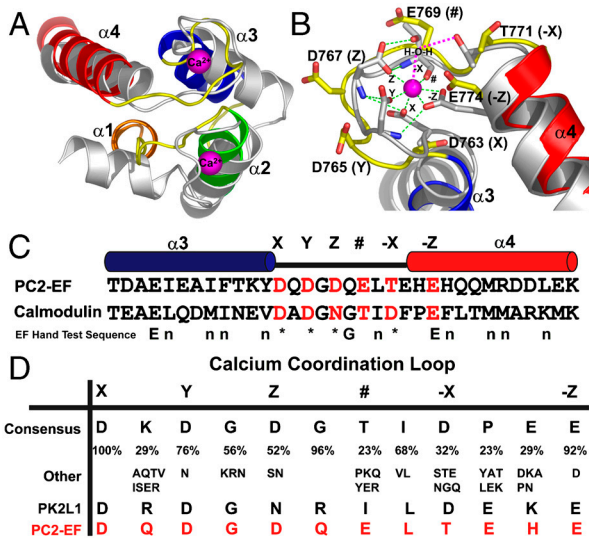 A
α4
α3
Ca²⁺
α1
Ca²⁺
α2
B
E769 (#)
T771 (-X)
H-O-H
D767 (Z)
-X
Z
#
-Z
E774 (-Z)
Y
X
α4
D763 (X)
D765 (Y)
α3
C
α3 X Y Z # -X -Z α4
PC2-EF TDAEIEAIFTKYDQDGDQELTEHEHQQMRDDLEK
Calmodulin TEAELQDMINEVDADGNGTIDFPEFLTMMARKMK
EF Hand Test Sequence E n n n n * * * G n * E n n n n
D
Calcium Coordination Loop
X Y Z # -X -Z
Consensus D K D G D G T I D P E E
100% 29% 76% 56% 52% 96% 23% 68% 32% 23% 29% 92%
Other AQTV N KRN SN PKQ VL STE YAT DKA D
ISER YER NGQ LEK PN
PK2L1 D R D G N R I L D E K E
PC2-EF D Q D G D Q E L T E H E